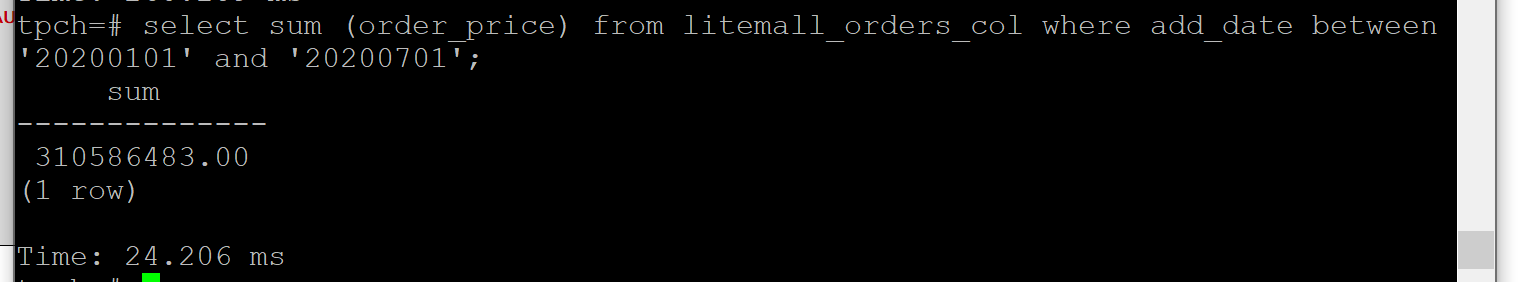 tpch=# select sum (order_price) from litemall_orders_col where add_date between
'20200101' and '20200701';
sum
--------------
310586483.00
(1 row)
Time: 24.206 ms